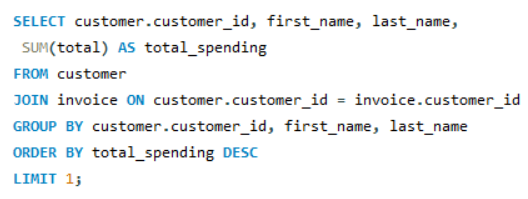 SELECT customer.customer_id, first_name, last_name,
SUM(total) AS total_spending
FROM customer
JOIN invoice ON customer.customer_id = invoice.customer_id
GROUP BY customer.customer_id, first_name, last_name
ORDER BY total_spending DESC
LIMIT 1;